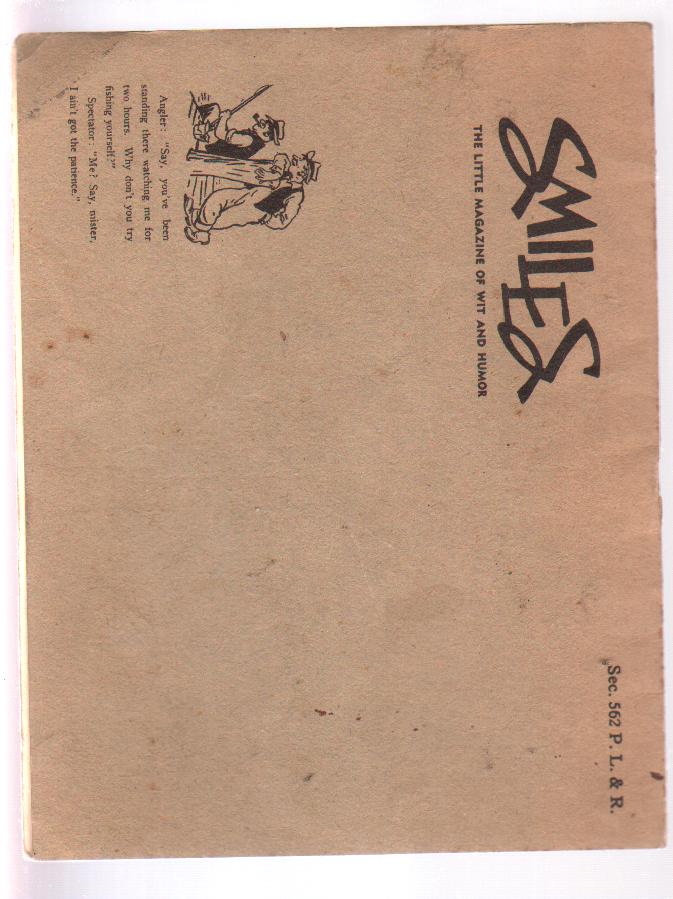 SMILES
THE LITTLE MAGAZINE OF WIT AND HUMOR
Sec. 562 P. L. & R.
Angler: "Say, you've been
standing there watching me for
two hours. Why don't you try
fishing yourself?"
Spectator: "Me? Say, mister,
I ain't got the patience."